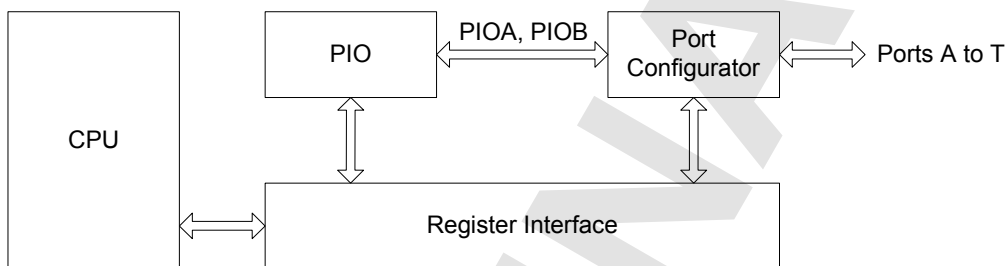 PIO
PIOA, PIOB
Port
Configurator
Ports A to T
CPU
Register Interface